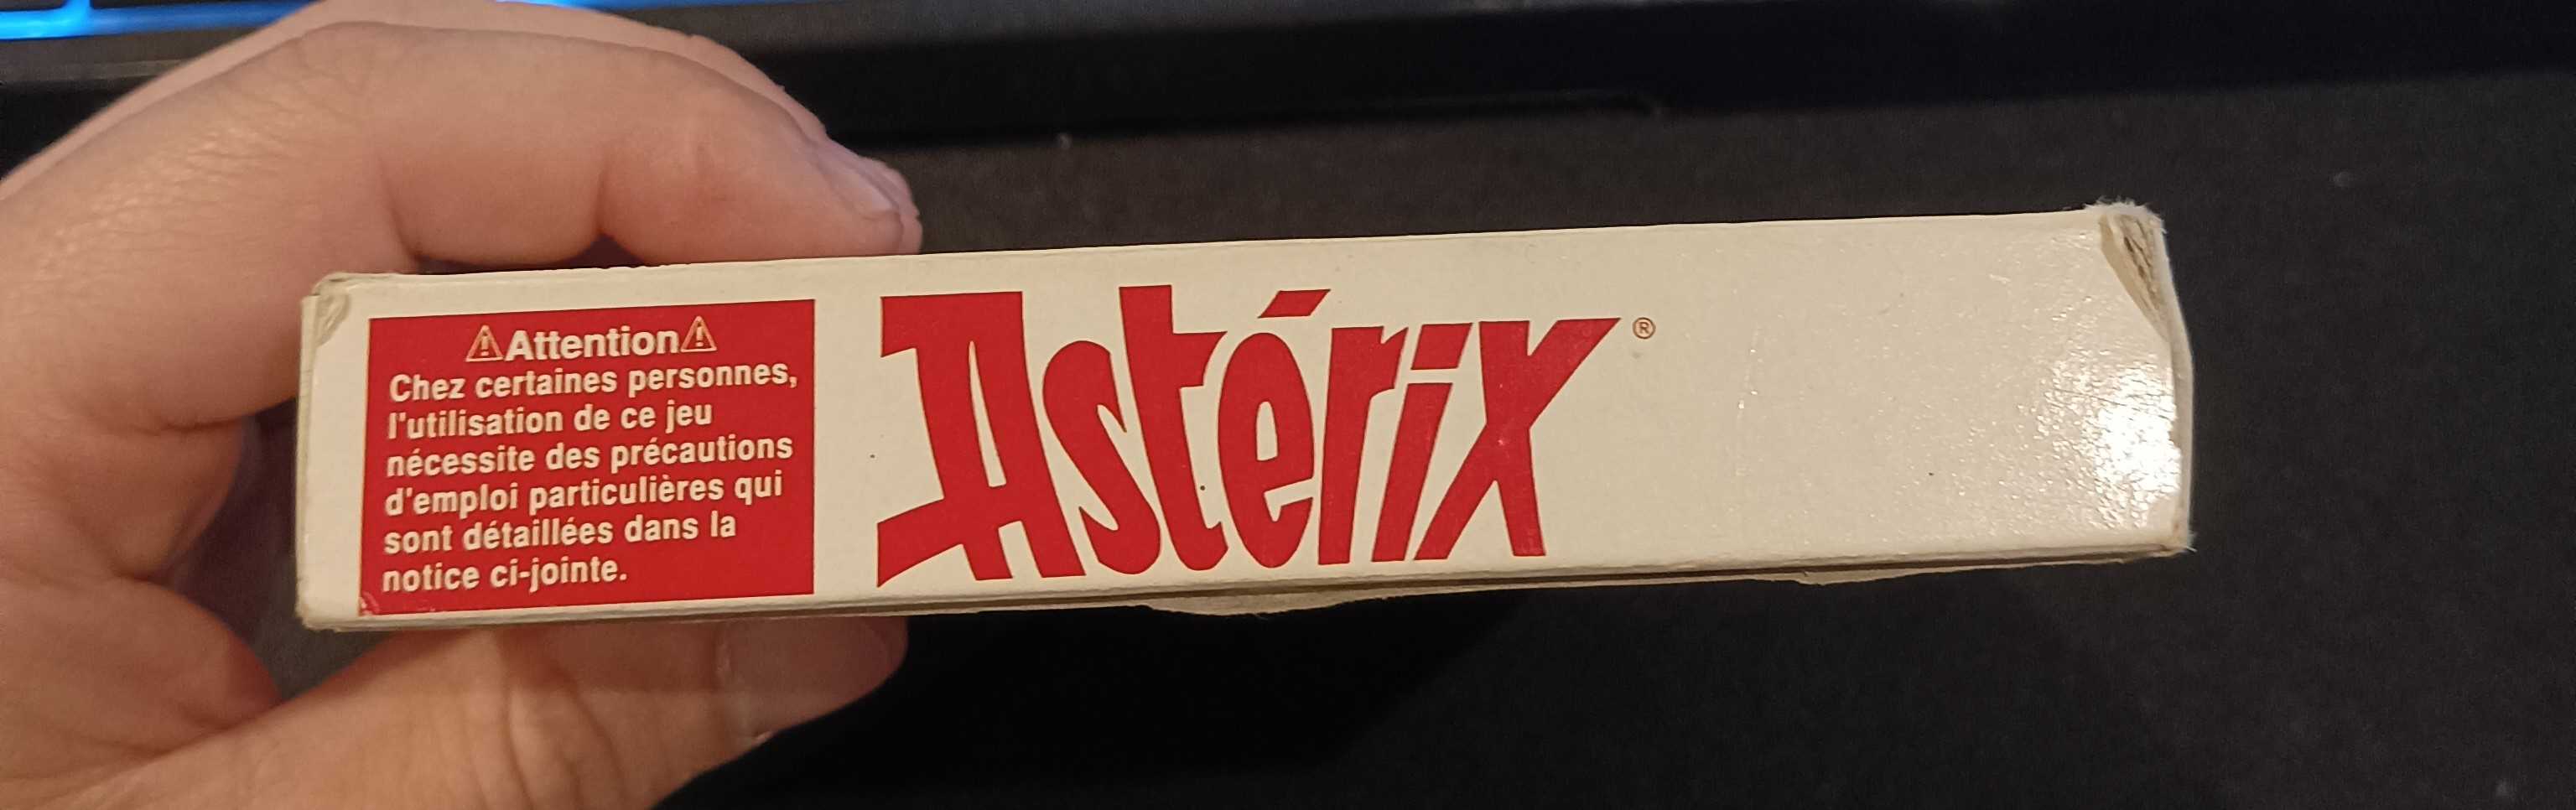 ⚠Attention⚠
Chez certaines personnes,
l'utilisation de ce jeu
nécessite des précautions
d'emploi particulières qui
sont détaillées dans la
notice ci-jointe.
Astérix ®